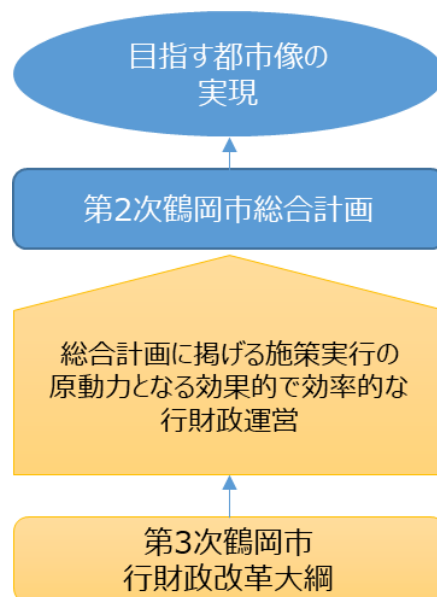 目指す都市像の
実現
第2次鶴岡市総合計画
総合計画に掲げる施策実行の
原動力となる効果的で効率的な
行財政運営
第3次鶴岡市
行財政改革大綱